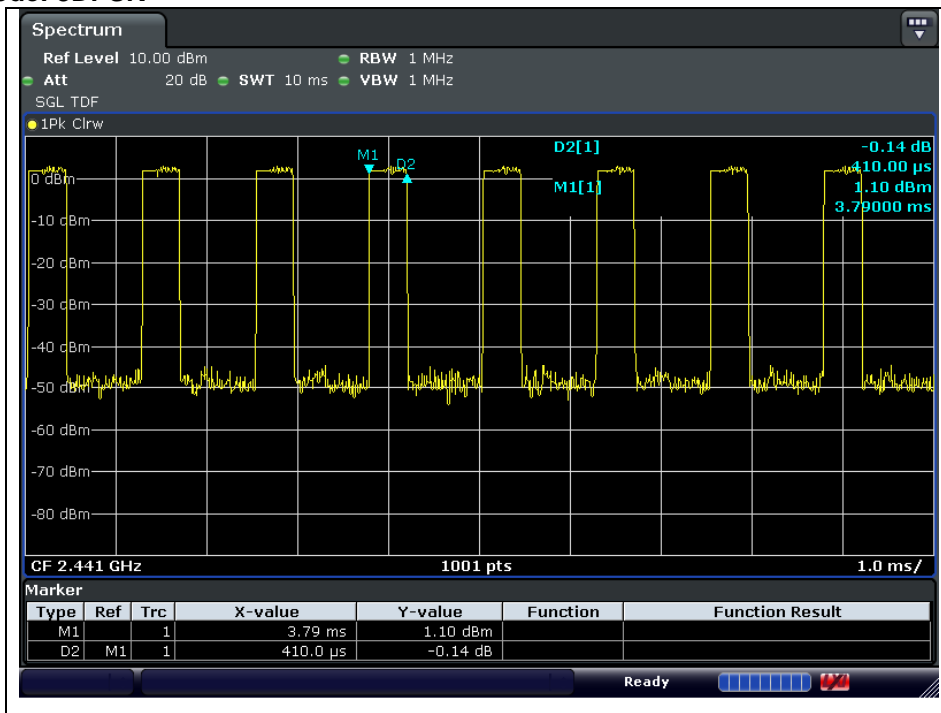 Spectrum
Ref Level 10.00 dBm RBW 1 MHz
Att 20 dB SWT 10 ms VBW 1 MHz
SGL TDF
1Pk Clrw
D2[1] -0.14 dB
410.00 µs
M1[1] 1.10 dBm
3.79000 ms
M1
D2
0 dBm
-10 dBm
-20 dBm
-30 dBm
-40 dBm
-50 dBm
-60 dBm
-70 dBm
-80 dBm
CF 2.441 GHz 1001 pts 1.0 ms/
Marker
Type Ref Trc X-value Y-value Function Function Result
M1 1 3.79 ms 1.10 dBm
D2 M1 1 410.0 µs -0.14 dB
Ready